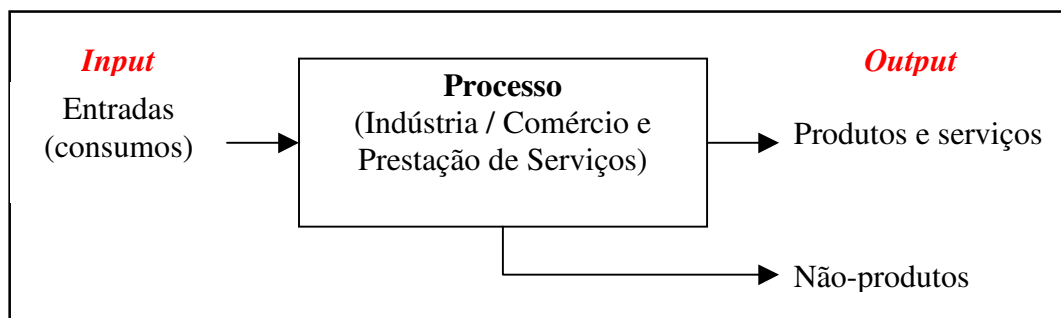 Input
Entradas
(consumos)
Processo
(Indústria / Comércio e
Prestação de Serviços)
Output
Produtos e serviços
Não-produtos